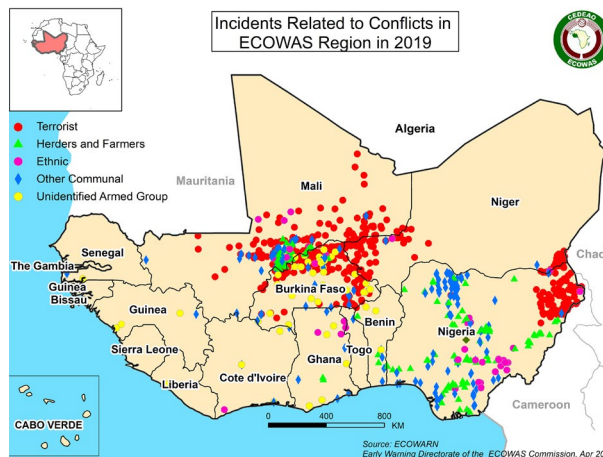 Incidents Related to Conflicts in
ECOWAS Region in 2019
CEDEAO
ECOWAS
Terrorist
Herders and Farmers
Ethnic
Other Communal
Unidentified Armed Group
Algeria
Mauritania
Mali
Niger
Chad
Senegal
The Gambia
Guinea
Bissau
Guinea
Burkina Faso
Benin
Nigeria
Sierra Leone
Ghana
Togo
Liberia
Cote d'Ivoire
Cameroon
CABO VERDE
0 400 800
KM
Source: ECOWARN
Early Warning Directorate of the ECOWAS Commission, Apr 20